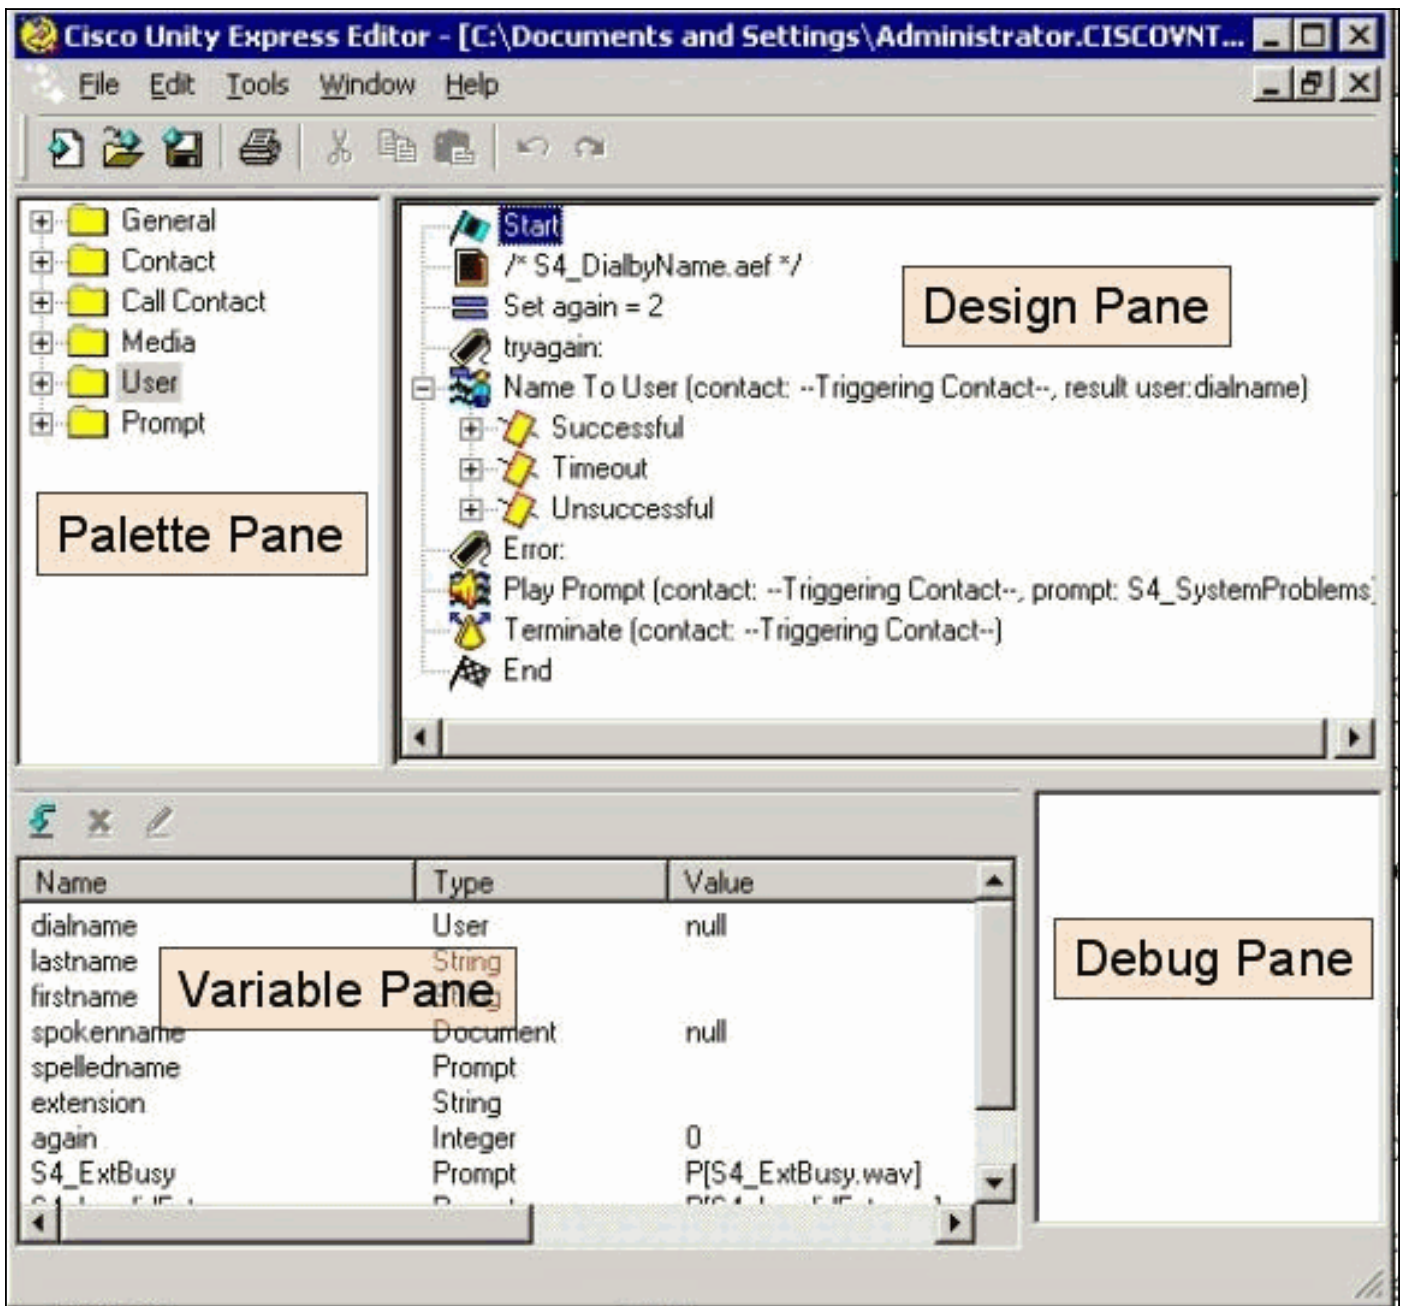 Cisco Unity Express Editor - [C:\Documents and Settings\Administrator.CISCOVNT...
File Edit Tools Window Help
General
Contact
Call Contact
Media
User
Prompt
Palette Pane
Start
/* S4_DialbyName.aef */
Set again = 2
Design Pane
tryagain:
Name To User (contact: --Triggering Contact--, result user:dialname)
Successful
Timeout
Unsuccessful
Error:
Play Prompt (contact: --Triggering Contact--, prompt: S4_SystemProblems)
Terminate (contact: --Triggering Contact--)
End
Name Type Value
dialname User null
lastname String
firstname String
Variable Pane
spokenname Document null
spelledname Prompt
extension String
again Integer 0
S4_ExtBusy Prompt P[S4_ExtBusy.wav]
Debug Pane